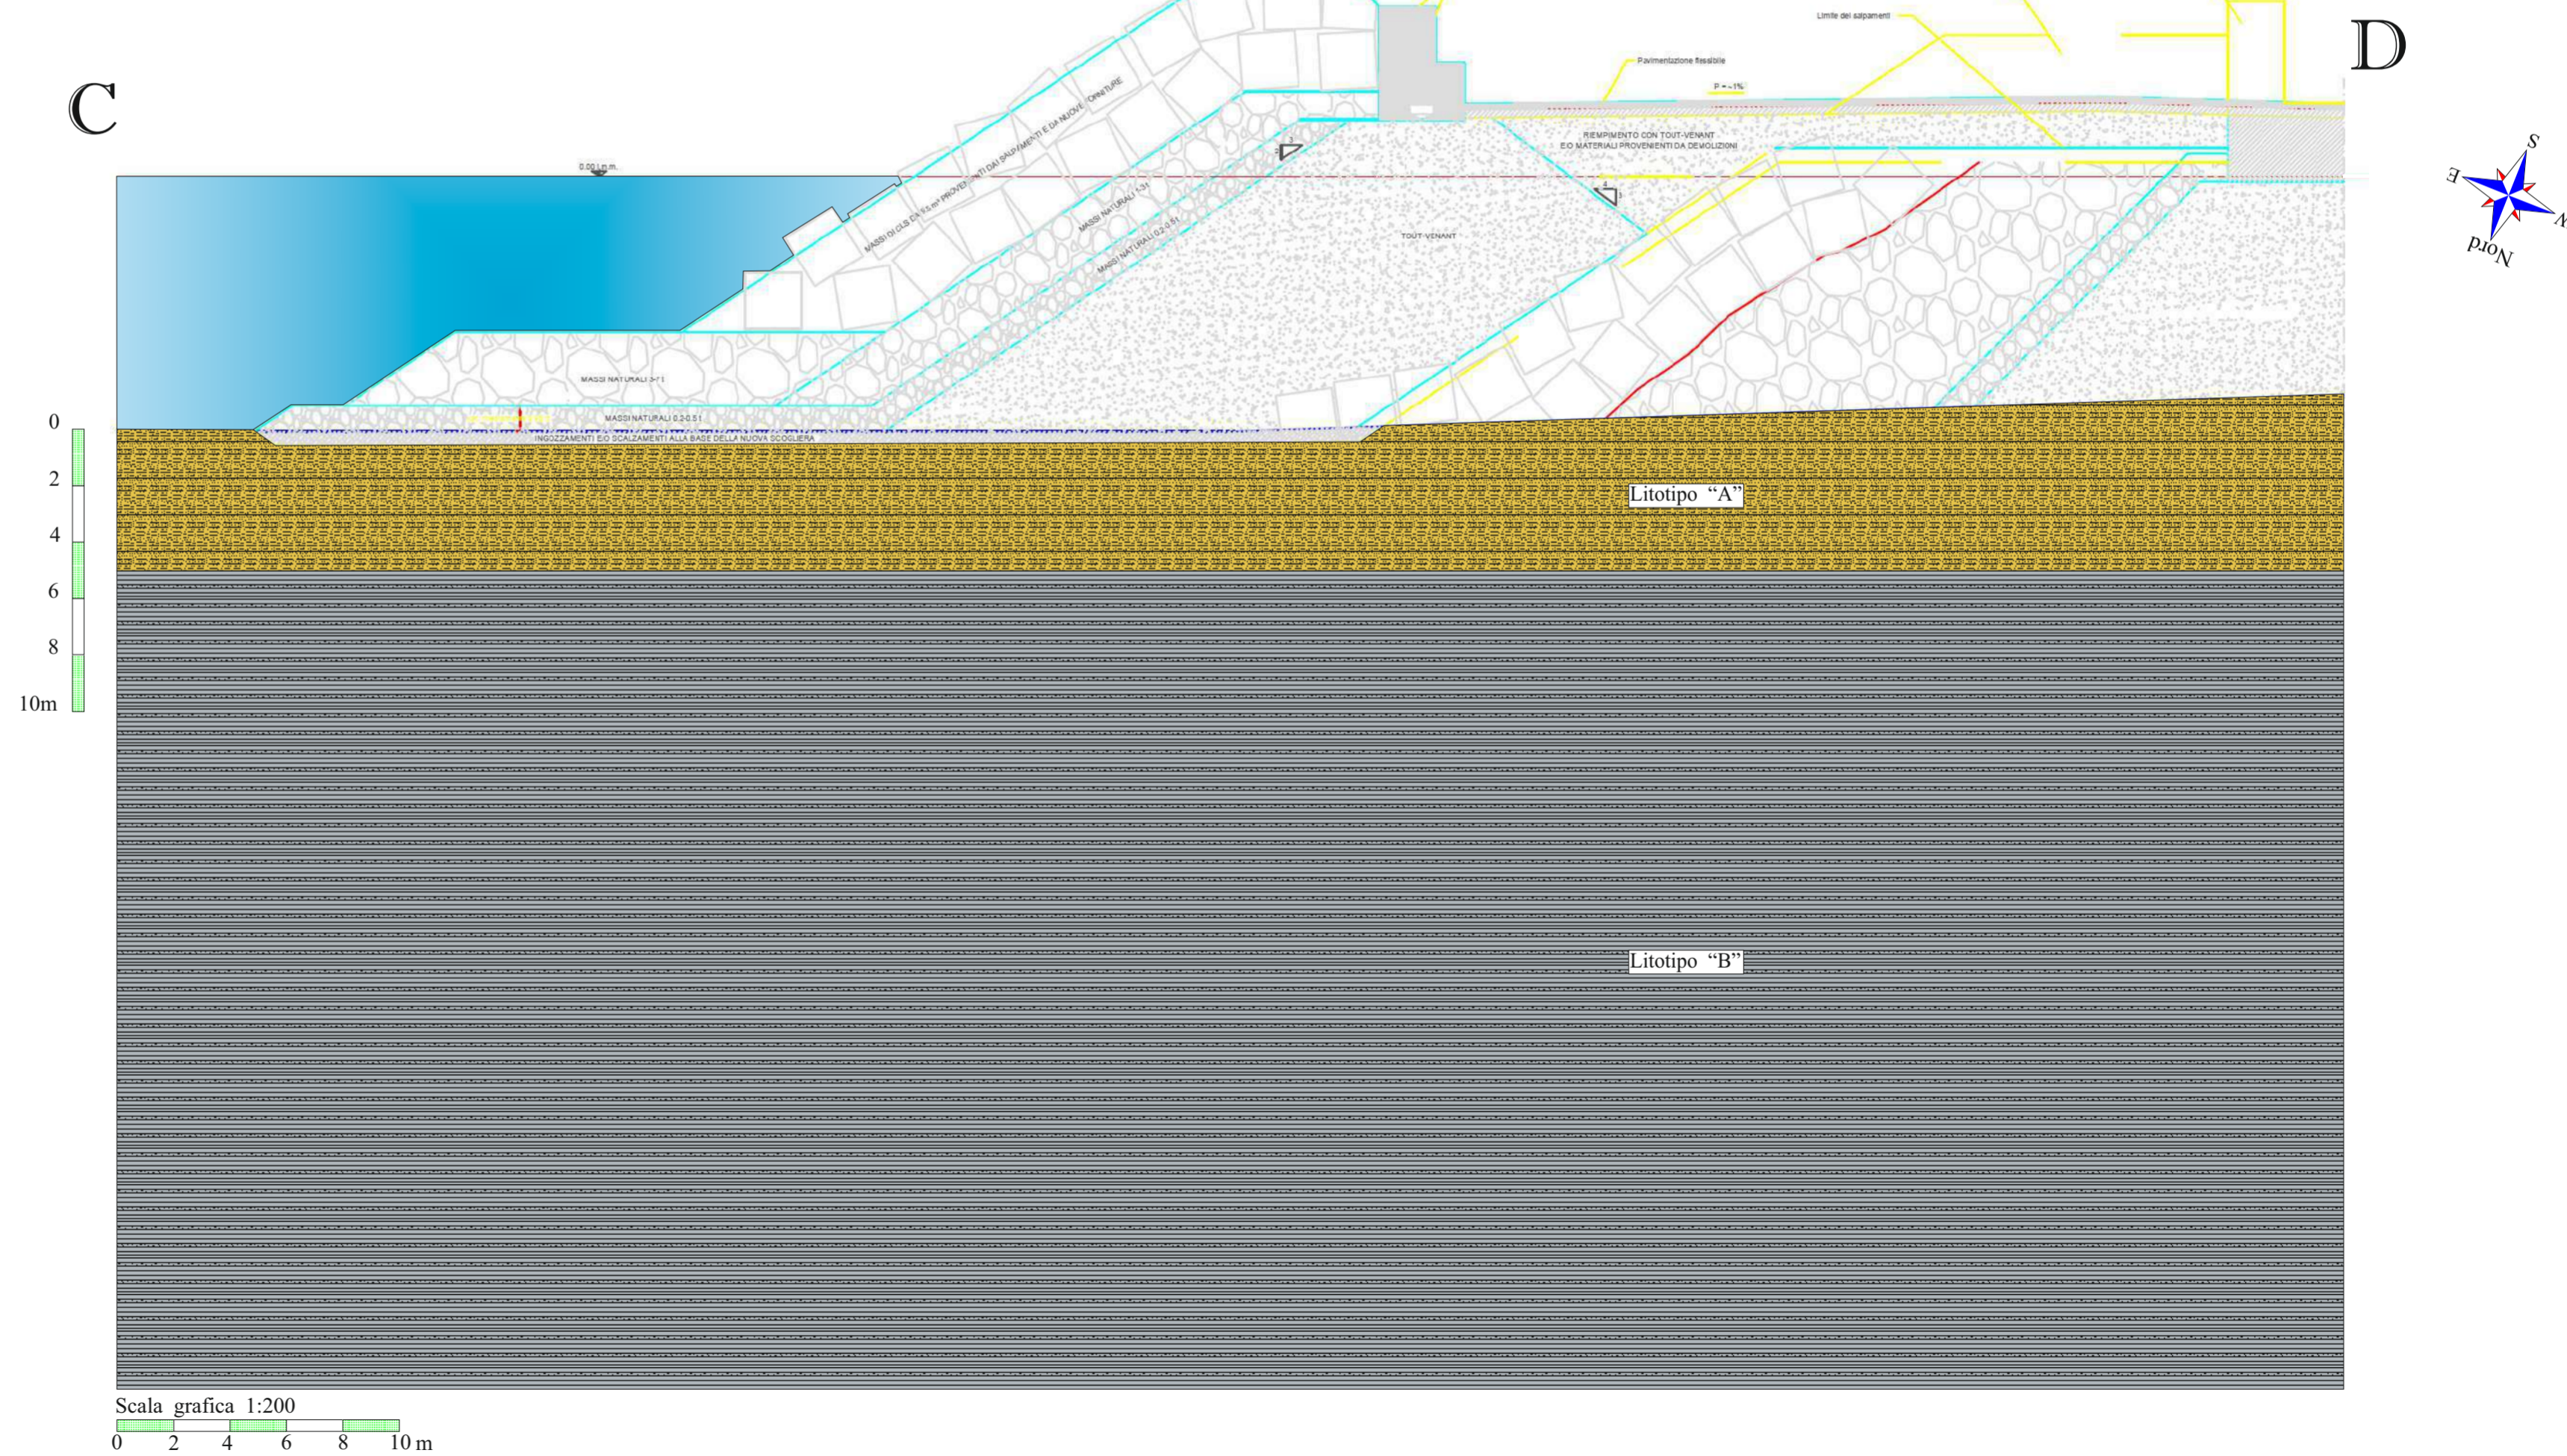 Limite dei salpamenti
D
C
Pavimentazione flessibile
P = ~1%
RIEMPIMENTO CON TOUT-VENANT
E/O MATERIALI PROVENIENTI DA DEMOLIZIONI
0.00 l.m.m.
S
E
N
Nord
MASSI NATURALI 1-3 t
MASSI NATURALI 0.2-0.5 t
TOUT-VENANT
MASSI NATURALI 3-7 t
MASSI NATURALI 0.2-0.5 t
INGOZZAMENTI E/O SCALZAMENTI ALLA BASE DELLA NUOVA SCOGLIERA
0
2
4
6
8
10m
Litotipo “A”
Litotipo “B”
Scala grafica 1:200
0 2 4 6 8 10 m